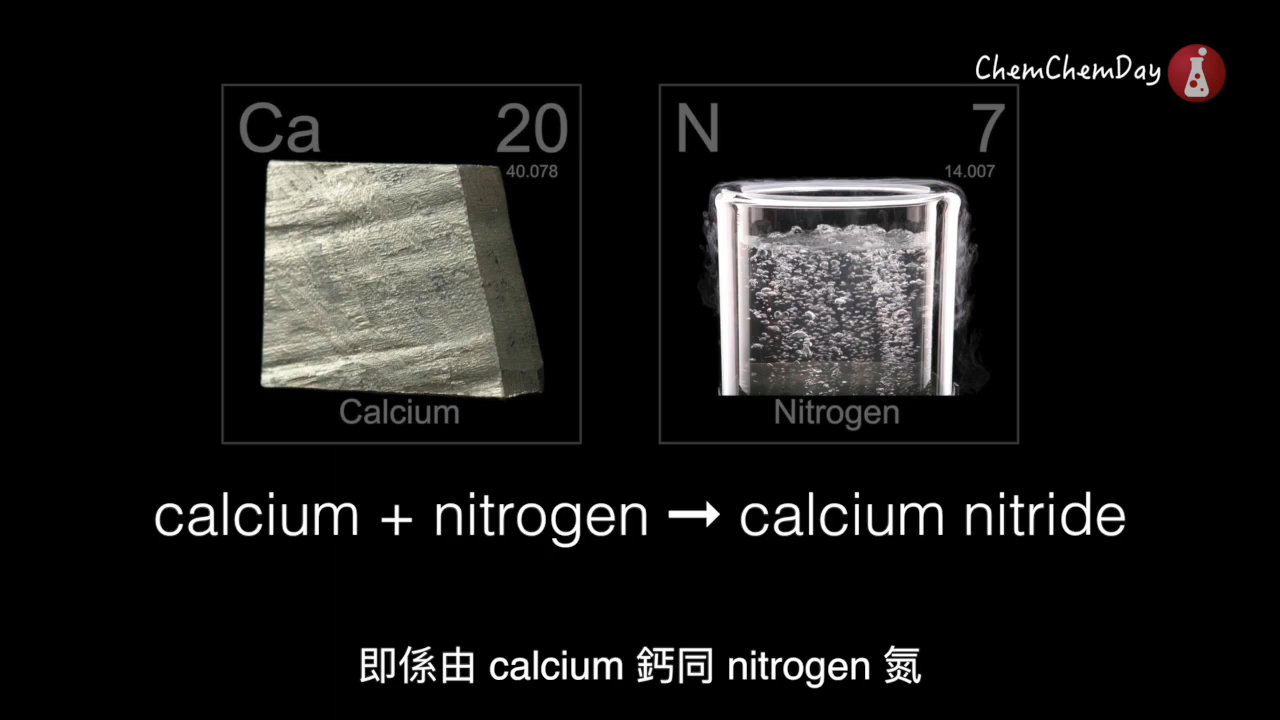 ChemChemDay
Ca 20
40.078
Calcium
N 7
14.007
Nitrogen
calcium + nitrogen → calcium nitride
即係由 calcium 鈣同 nitrogen 氮